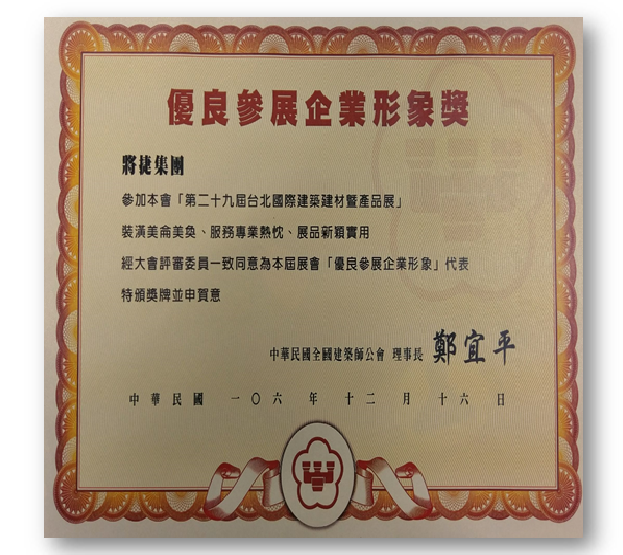 優良參展企業形象獎
將捷集團
參加本會「第二十九屆台北國際建築建材暨產品展」
裝潢美侖美奐、服務專業熱忱、展品新穎實用
經大會評審委員一致同意為本屆展會「優良參展企業形象」代表
特頒獎牌並申賀意
中華民國全國建築師公會 理事長 鄭宜平
中華民國 一〇六 年 十二 月 十六 日